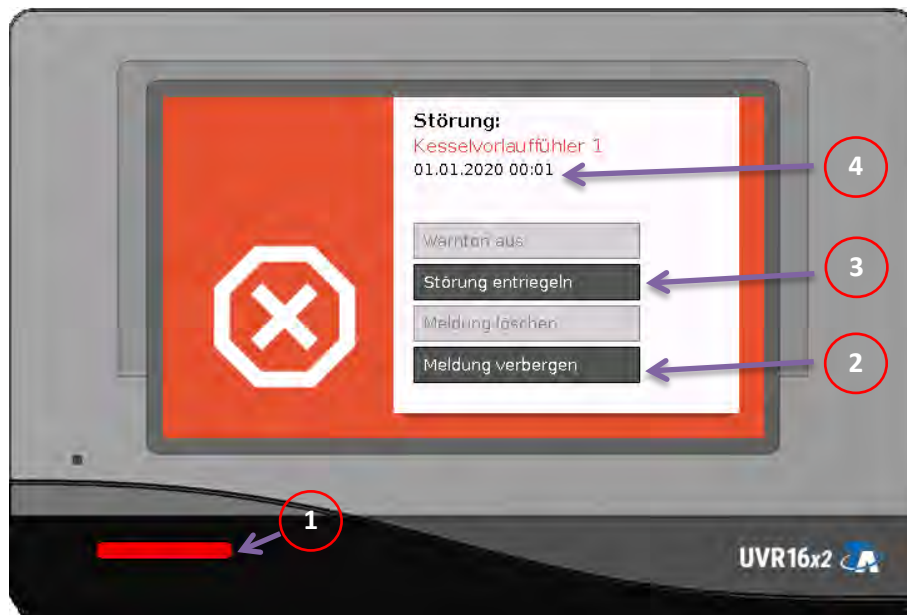 Störung:
Kesselvorlauffühler 1
01.01.2020 00:01
4
Warnton aus
3
Störung entriegeln
Meldung löschen
Meldung verbergen
2
1
UVR16x2 TA